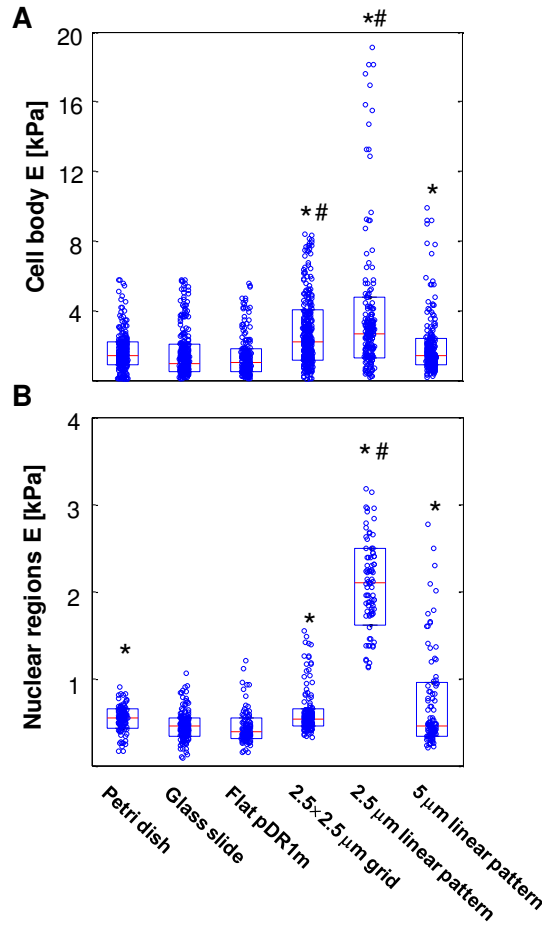 A
*#
20
16
12
8
4
Cell body E [kPa]
* #
*
B
* #
4
3
2
1
Nuclear regions E [kPa]
*
*
*
Petri dish
Glass slide
Flat pDR1m
2.5×2.5 μm grid
2.5 μm linear pattern
5 μm linear pattern